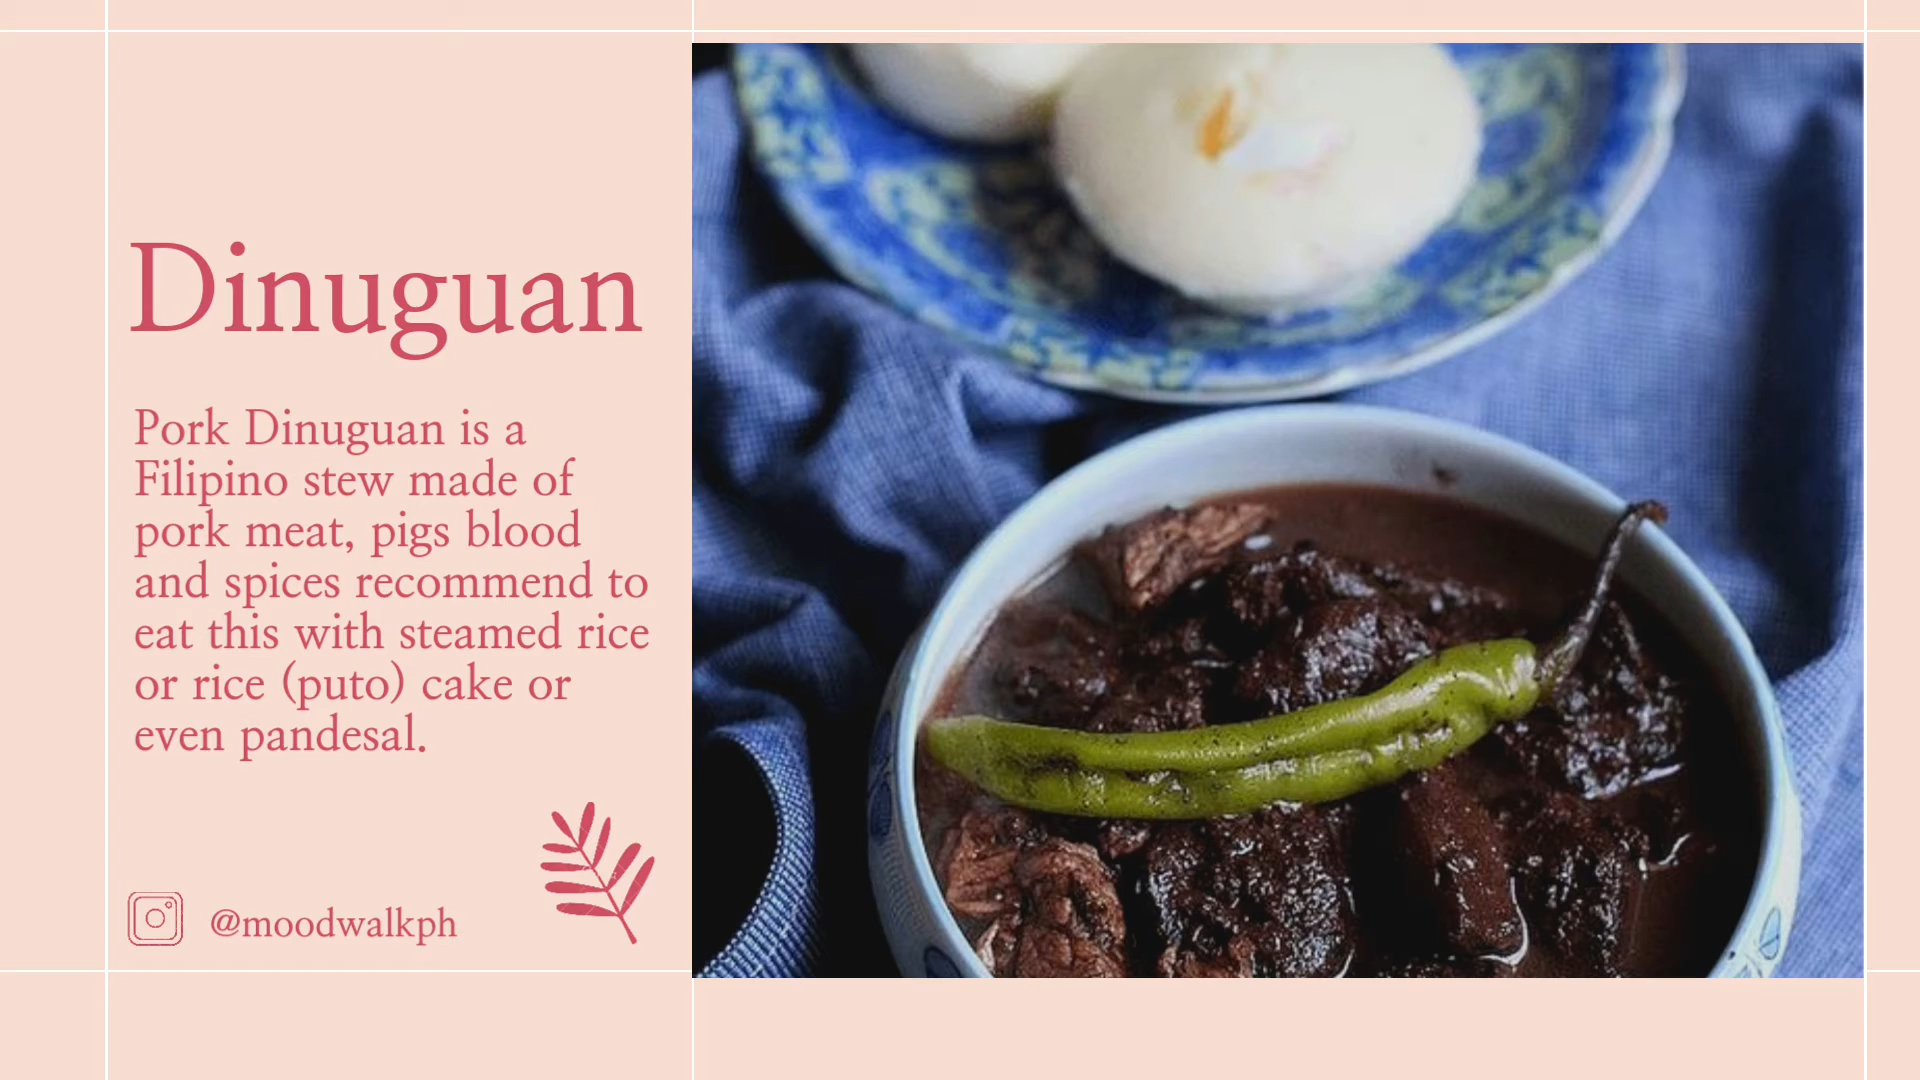 Dinuguan
Pork Dinuguan is a
Filipino stew made of
pork meat, pigs blood
and spices recommend to
eat this with steamed rice
or rice (puto) cake or
even pandesal.
@moodwalkph